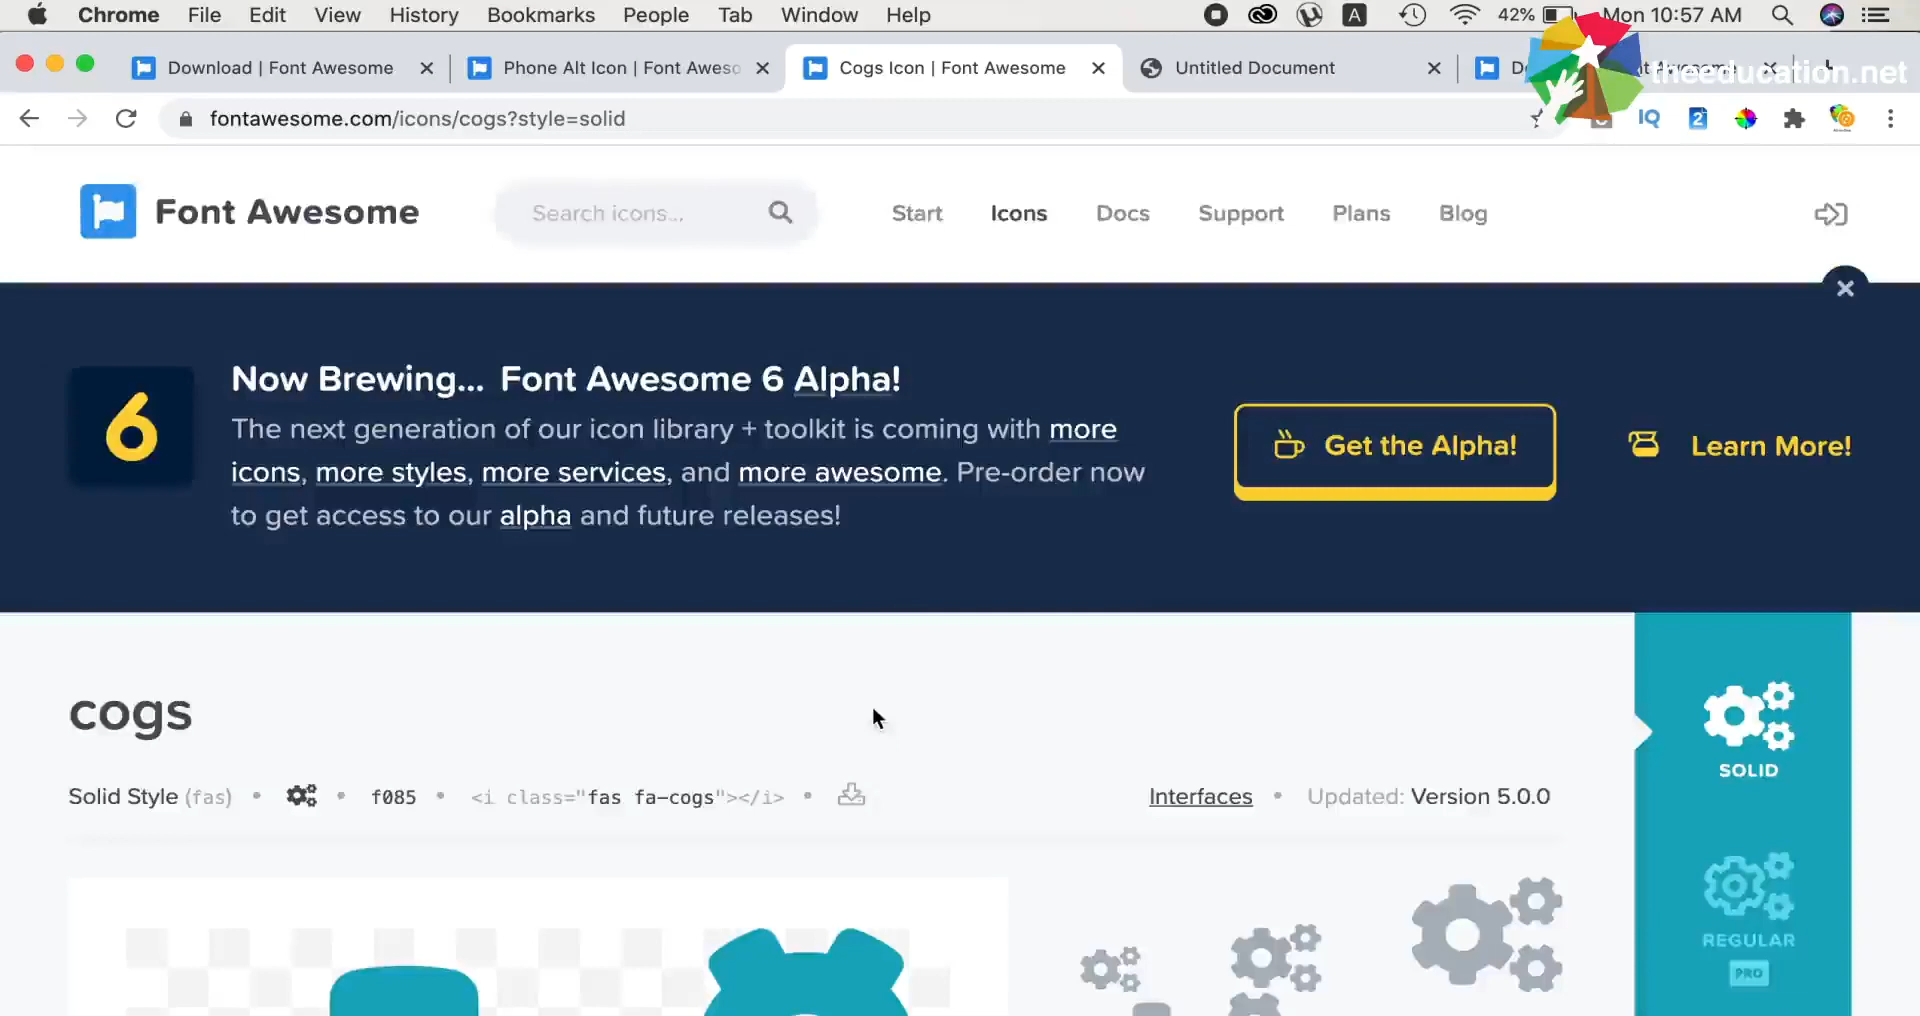 Chrome File Edit View History Bookmarks People Tab Window Help 42% Mon 10:57 AM
Download | Font Awesome Phone Alt Icon | Font Aweso Cogs Icon | Font Awesome Untitled Document
theeducation.net
fontawesome.com/icons/cogs?style=solid
IQ 2
Font Awesome Search icons... Start Icons Docs Support Plans Blog
6
Now Brewing... Font Awesome 6 Alpha!
The next generation of our icon library + toolkit is coming with more
icons, more styles, more services, and more awesome. Pre-order now
to get access to our alpha and future releases!
Get the Alpha! Learn More!
cogs
Solid Style (fas) • • f085 • <i class="fas fa-cogs"></i> • Interfaces • Updated: Version 5.0.0
SOLID
REGULAR
PRO